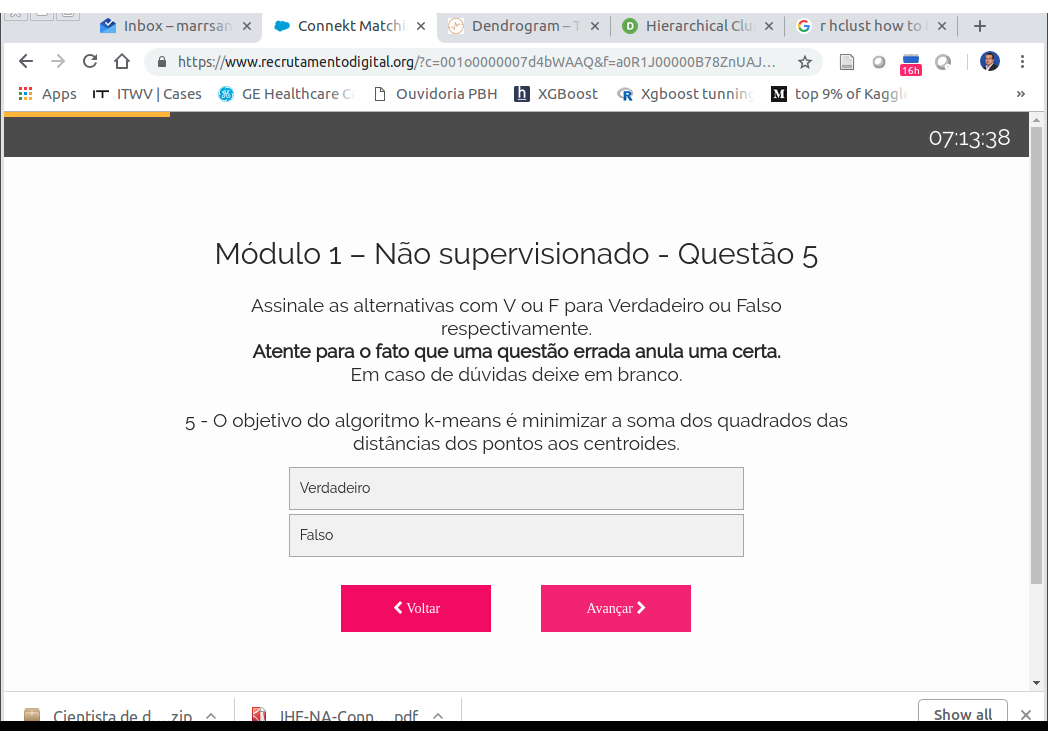 Inbox – marrsan
Connekt Matchi
Dendrogram – T
Hierarchical Clu
r hclust how to
https://www.recrutamentodigital.org/?c=001o0000007d4bWAAQ&f=a0R1J00000B78ZnUAJ...
16h
Apps
ITWV | Cases
GE Healthcare C
Ouvidoria PBH
XGBoost
Xgboost tunning
top 9% of Kaggl
»
07:13:38
Módulo 1 – Não supervisionado - Questão 5
Assinale as alternativas com V ou F para Verdadeiro ou Falso
respectivamente.
Atente para o fato que uma questão errada anula uma certa.
Em caso de dúvidas deixe em branco.
5 - O objetivo do algoritmo k-means é minimizar a soma dos quadrados das
distâncias dos pontos aos centroides.
Verdadeiro
Falso
Voltar
Avançar
Cientista de d....zip
IHF-NA-Conn....pdf
Show all